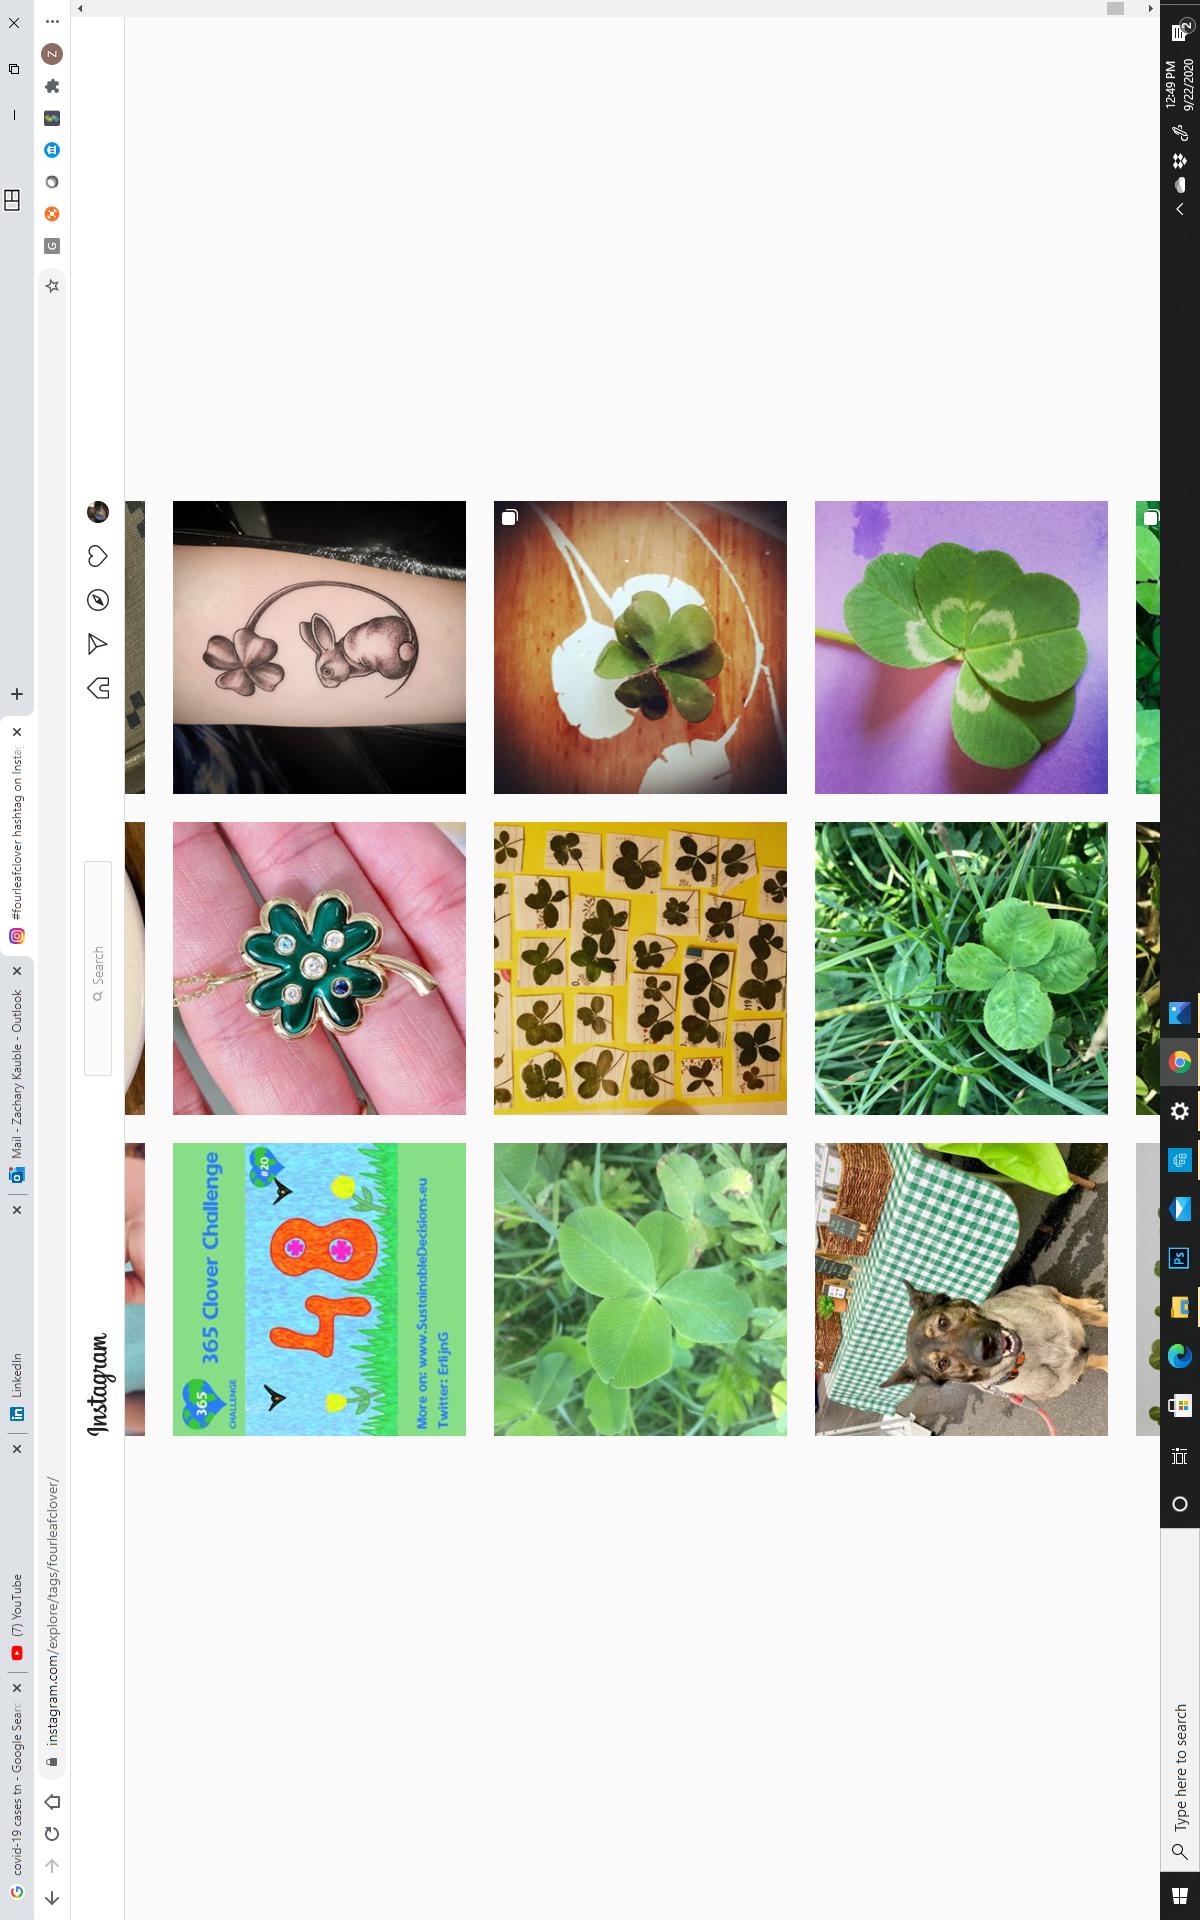 covid-19 cases tn - Google Searc
(7) YouTube
LinkedIn
Mail - Zachary Kauble - Outlook
#fourleafclover hashtag on Insta
instagram.com/explore/tags/fourleafclover/
G
Z
Instagram
Search
365
CHALLENGE
365 Clover Challenge
#20
48
More on: www.SustainableDecisions.eu
Twitter: ErlijnG
Type here to search
Ps
12:49 PM
9/22/2020
2